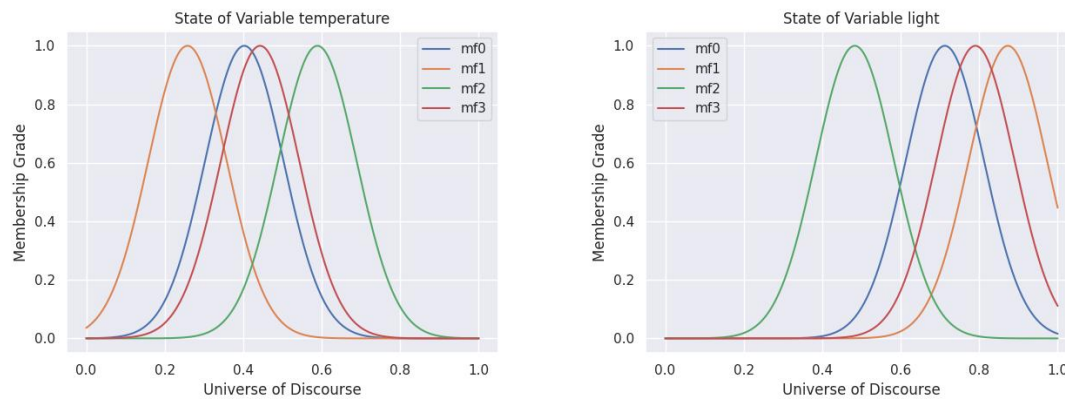 State of Variable temperature
1.0
0.8
0.6
0.4
0.2
0.0
Membership Grade
mf0
mf1
mf2
mf3
0.0 0.2 0.4 0.6 0.8 1.0
Universe of Discourse
State of Variable light
1.0
0.8
0.6
0.4
0.2
0.0
Membership Grade
mf0
mf1
mf2
mf3
0.0 0.2 0.4 0.6 0.8 1.0
Universe of Discourse